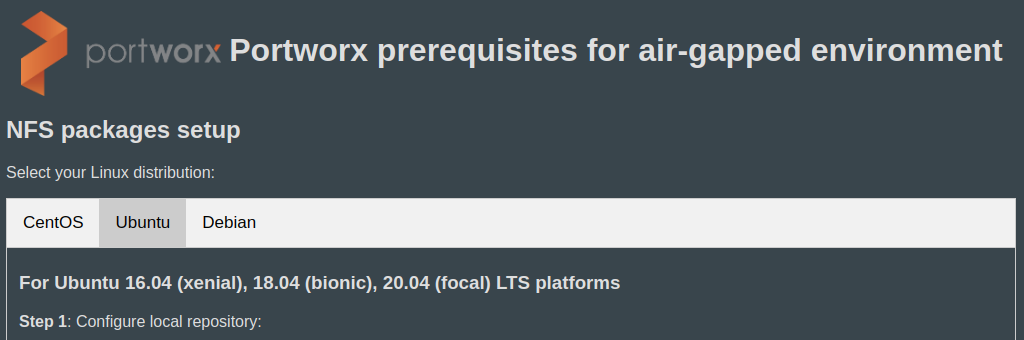 portworx Portworx prerequisites for air-gapped environment
NFS packages setup
Select your Linux distribution:
CentOS Ubuntu Debian
For Ubuntu 16.04 (xenial), 18.04 (bionic), 20.04 (focal) LTS platforms
Step 1: Configure local repository: